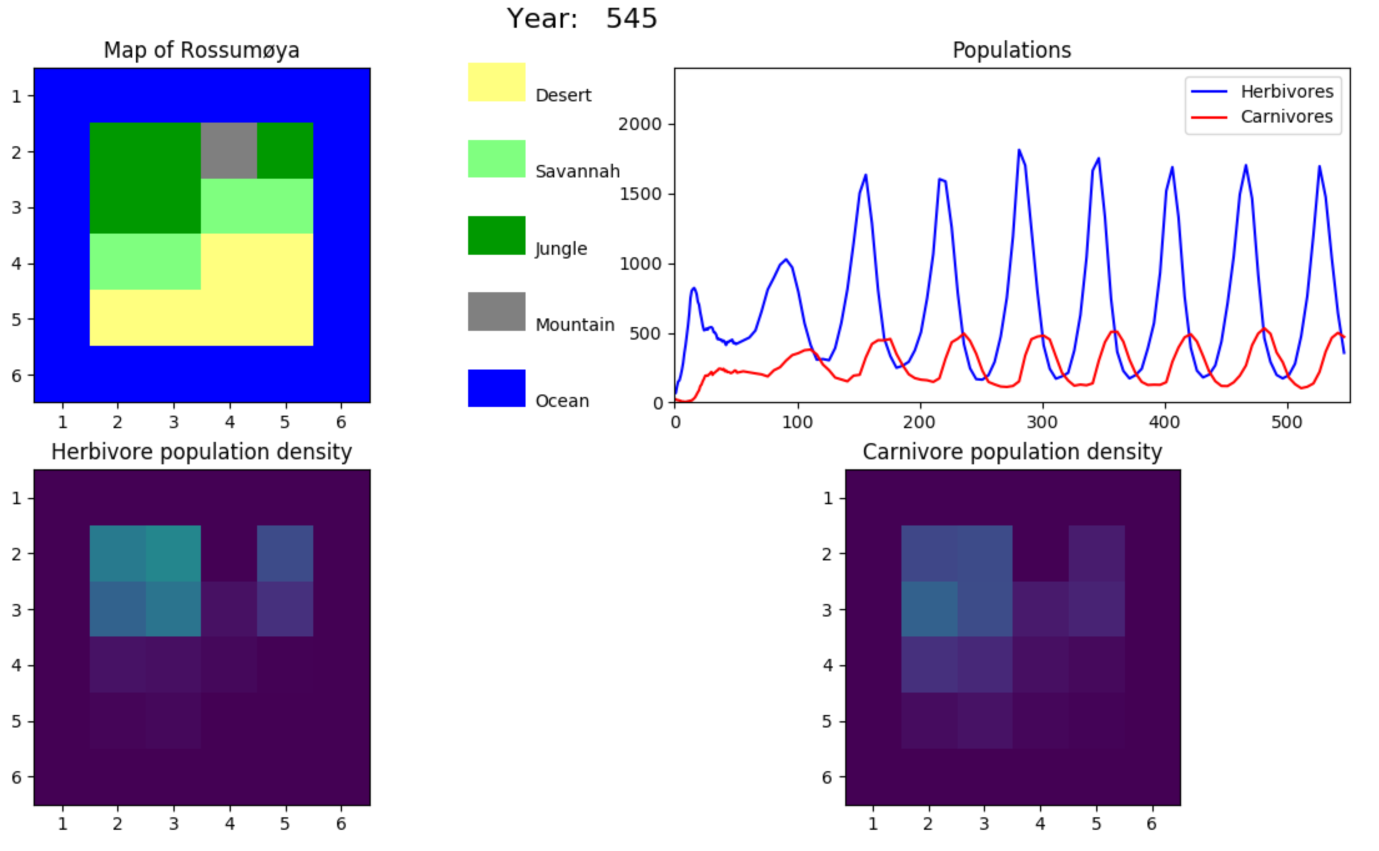 Year: 545
Map of Rossumøya
1
2
3
4
5
6
1 2 3 4 5 6
Desert
Savannah
Jungle
Mountain
Ocean
Populations
Herbivores
Carnivores
2000
1500
1000
500
0
0 100 200 300 400 500
Herbivore population density
1
2
3
4
5
6
1 2 3 4 5 6
Carnivore population density
1
2
3
4
5
6
1 2 3 4 5 6